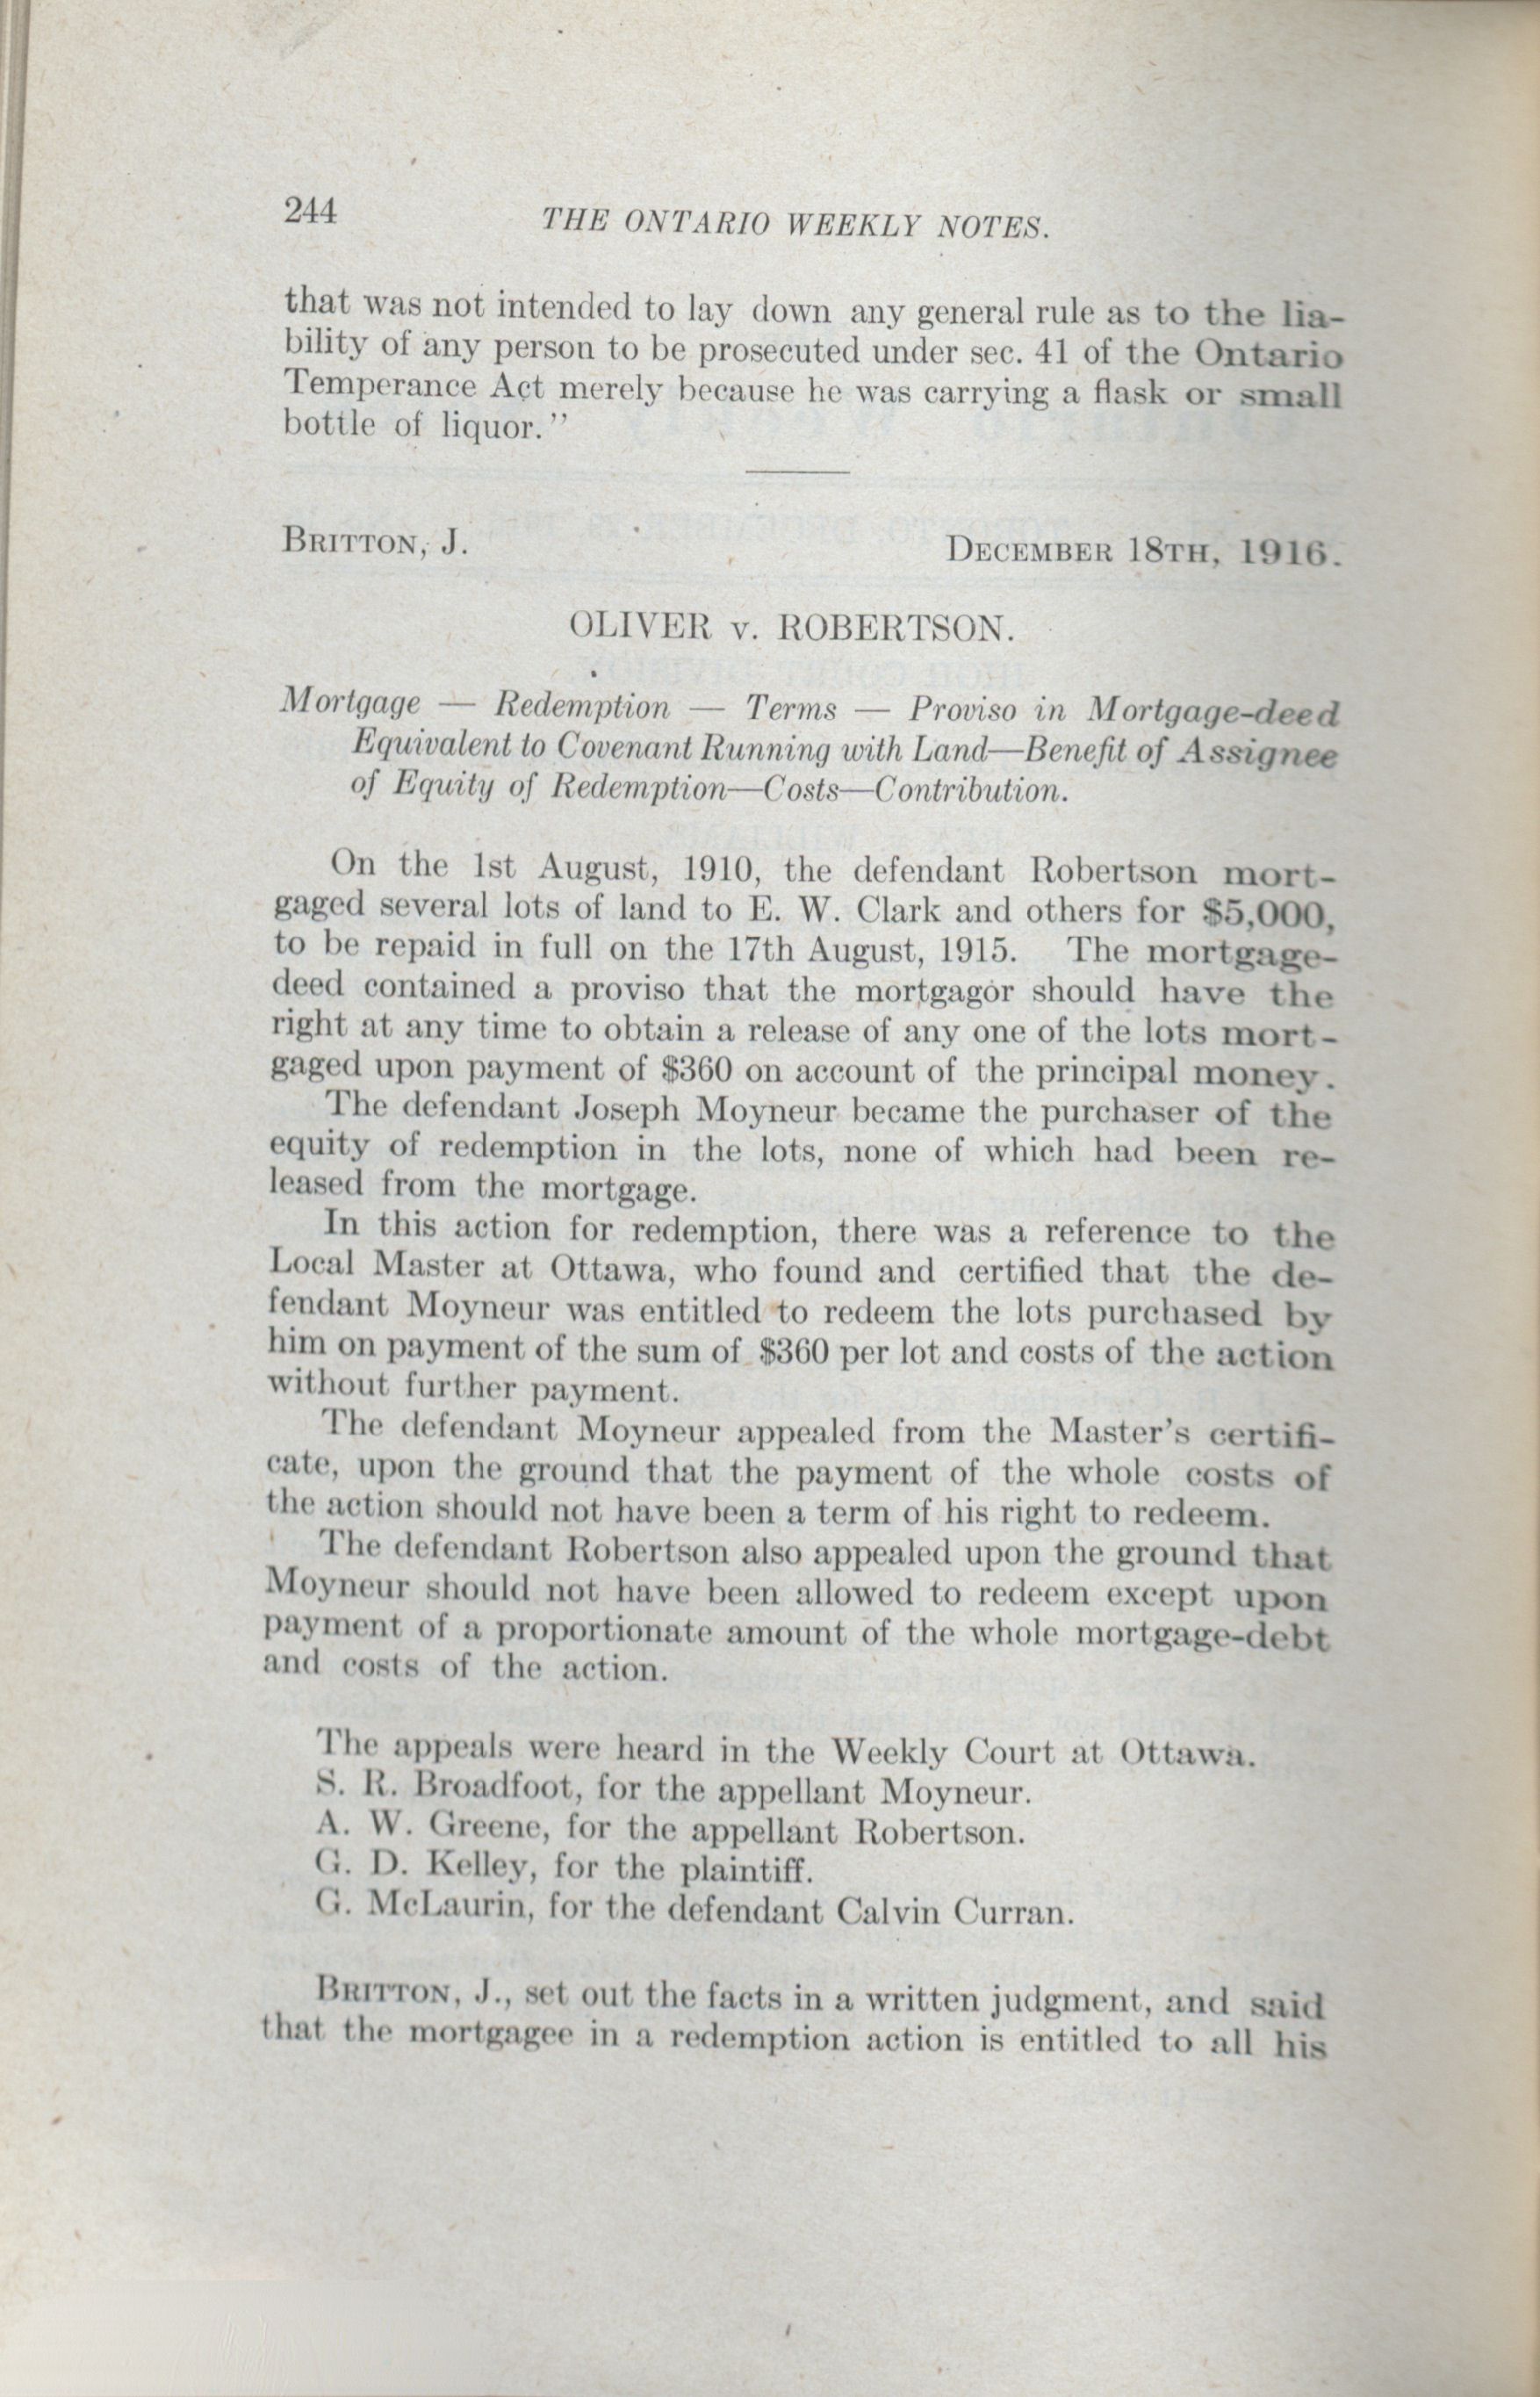 244
THE ONTARIO WEEKLY NOTES.
that was not intended to lay down any general rule as to the lia-
bility of any person to be prosecuted under sec. 41 of the Ontario
Temperance Act merely because he was carrying a flask or small
bottle of liquor.”
BRITTON, J.
DECEMBER 18TH, 1916.
OLIVER v. ROBERTSON.
Mortgage — Redemption — Terms — Proviso in Mortgage-deed
Equivalent to Covenant Running with Land—Benefit of Assignee
of Equity of Redemption—Costs—Contribution.
On the 1st August, 1910, the defendant Robertson mort-
gaged several lots of land to E. W. Clark and others for $5,000,
to be repaid in full on the 17th August, 1915. The mortgage-
deed contained a proviso that the mortgagor should have the
right at any time to obtain a release of any one of the lots mort-
gaged upon payment of $360 on account of the principal money.
The defendant Joseph Moyneur became the purchaser of the
equity of redemption in the lots, none of which had been re-
leased from the mortgage.
In this action for redemption, there was a reference to the
Local Master at Ottawa, who found and certified that the de-
fendant Moyneur was entitled to redeem the lots purchased by
him on payment of the sum of $360 per lot and costs of the action
without further payment.
The defendant Moyneur appealed from the Master’s certifi-
cate, upon the ground that the payment of the whole costs of
the action should not have been a term of his right to redeem.
The defendant Robertson also appealed upon the ground that
Moyneur should not have been allowed to redeem except upon
payment of a proportionate amount of the whole mortgage-debt
and costs of the action.
The appeals were heard in the Weekly Court at Ottawa.
S. R. Broadfoot, for the appellant Moyneur.
A. W. Greene, for the appellant Robertson.
G. D. Kelley, for the plaintiff.
G. McLaurin, for the defendant Calvin Curran.
BRITTON, J., set out the facts in a written judgment, and said
that the mortgagee in a redemption action is entitled to all his